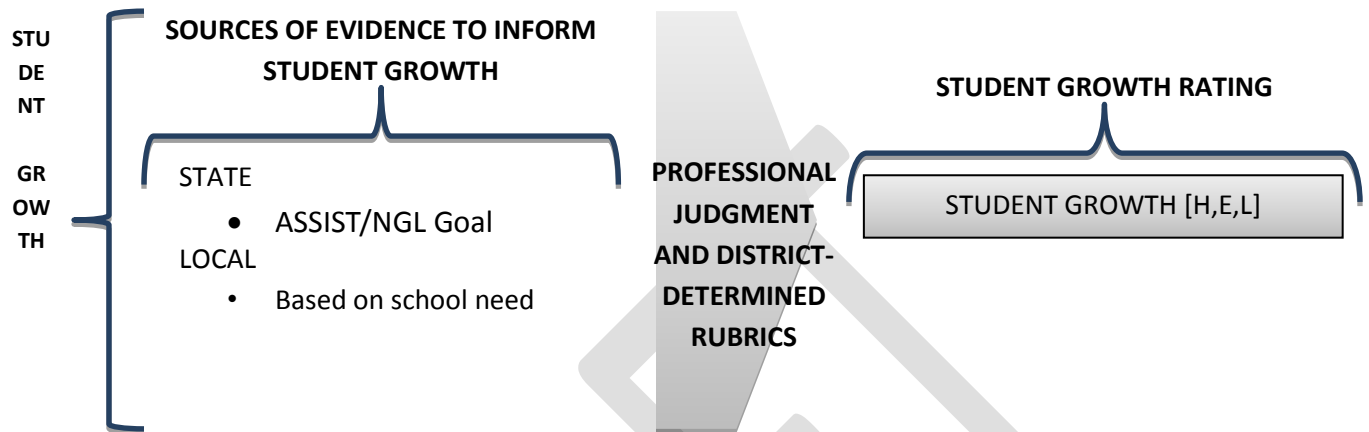 STU
DE
NT
GR
OW
TH
SOURCES OF EVIDENCE TO INFORM
STUDENT GROWTH
STATE
● ASSIST/NGL Goal
LOCAL
• Based on school need
PROFESSIONAL
JUDGMENT
AND DISTRICT-
DETERMINED
RUBRICS
STUDENT GROWTH RATING
STUDENT GROWTH [H,E,L]